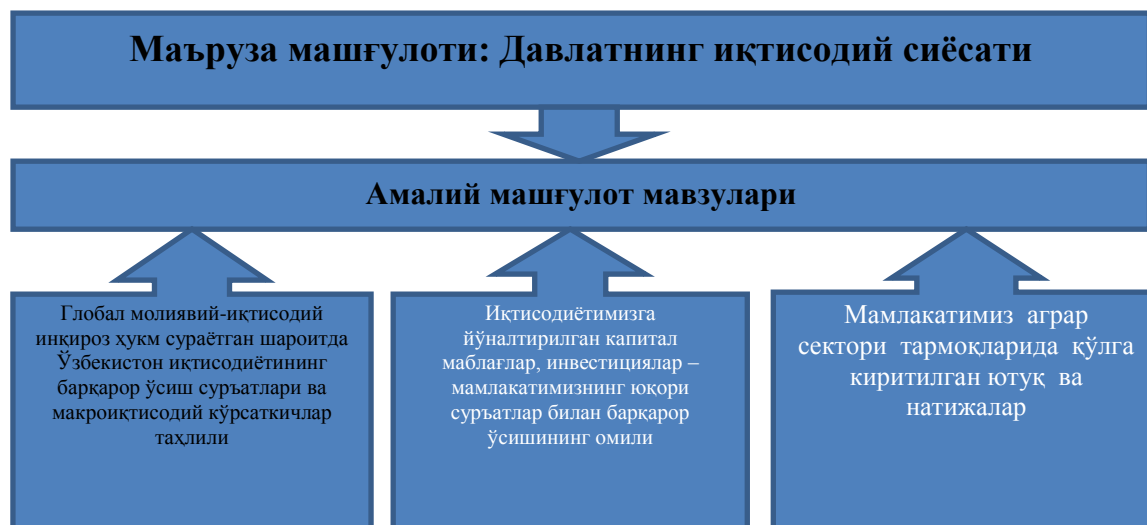 Маъруза машғулоти: Давлатнинг иқтисодий сиёсати
Амалий машғулот мавзулари
Глобал молиявий-иқтисодий
инқироз ҳукм сураётган шароитда
Ўзбекистон иқтисодиётининг
барқарор ўсиш суръатлари ва
макроиқтисодий кўрсаткичлар
таҳлили
Иқтисодиётимизга
йўналтирилган капитал
маблағлар, инвестициялар –
мамлакатимизнинг юқори
суръатлар билан барқарор
ўсишининг омили
Мамлакатимиз аграр
сектори тармоқларида қўлга
киритилган ютуқ ва
натижалар